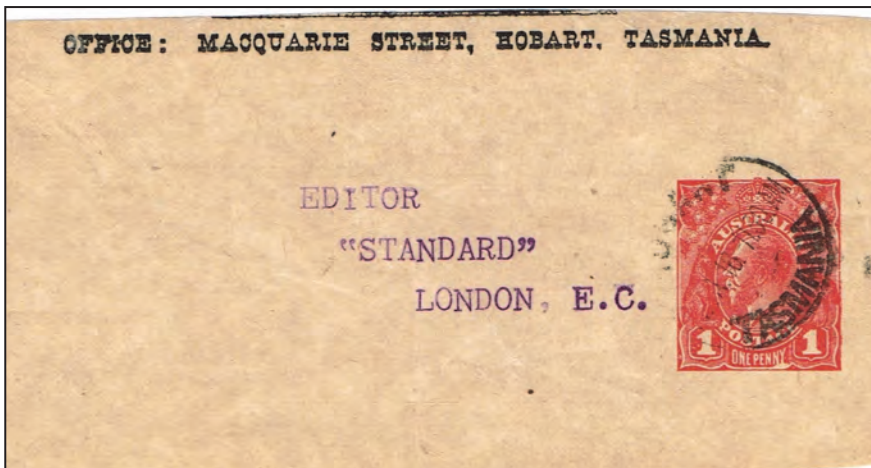 OFFICE: MACQUARIE STREET, HOBART. TASMANIA.
EDITOR
“STANDARD”
LONDON, E.C.
AUSTRALIA
POSTAGE
1 ONE PENNY 1
TASMANIA